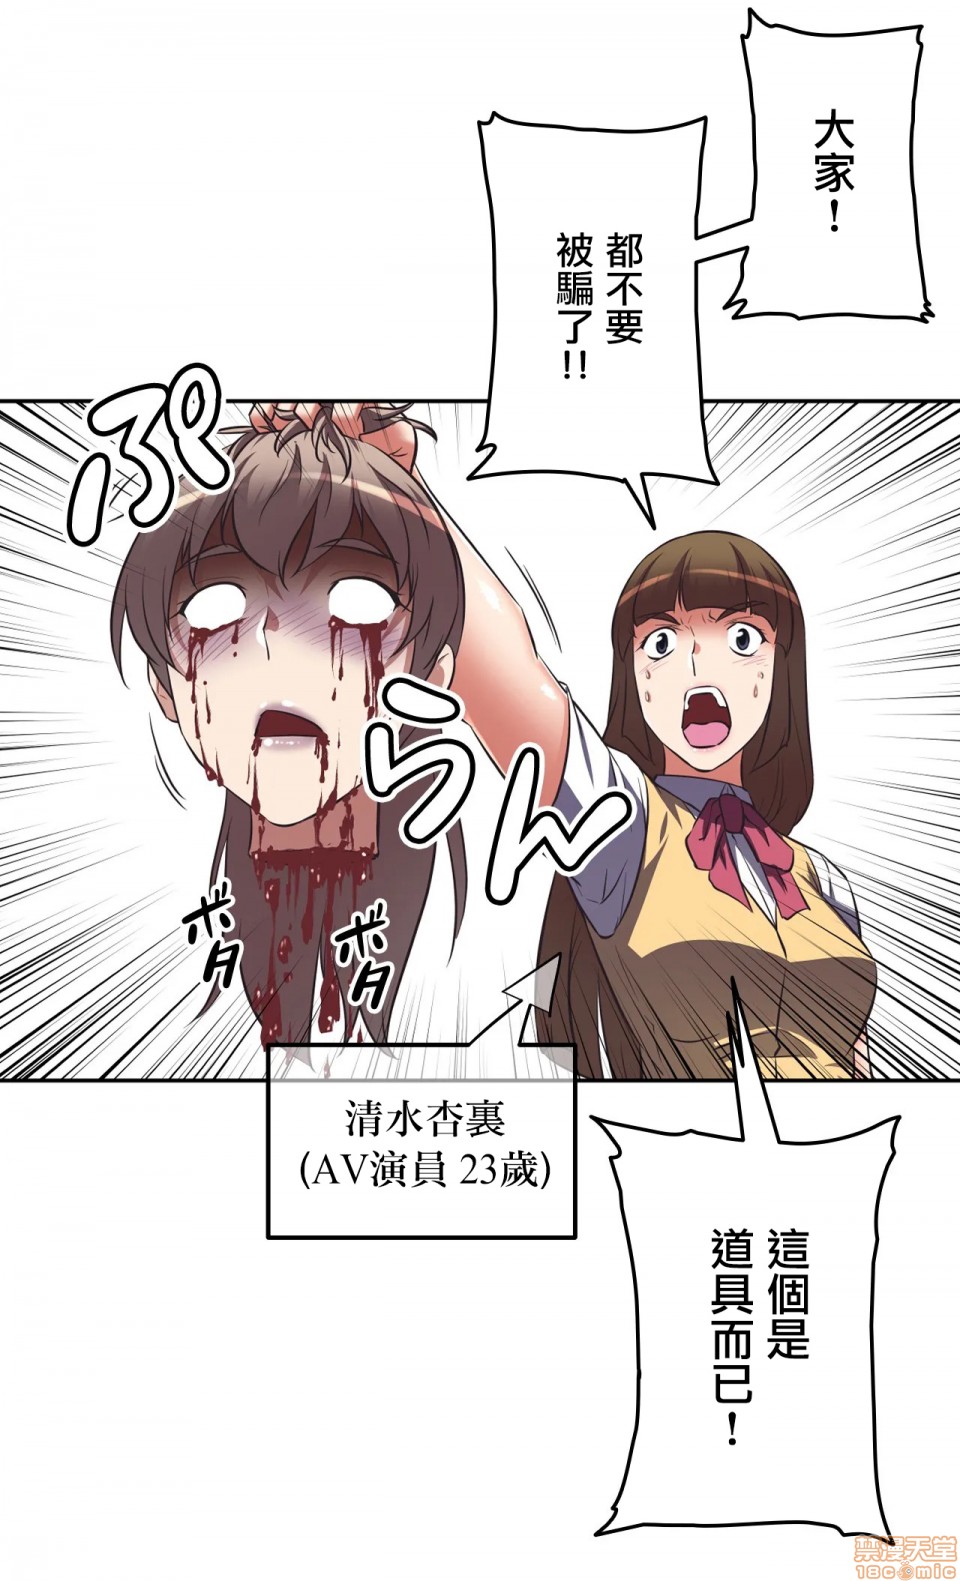 大家！
都不要
被騙了!!
ぷ
らん
ボタ
ボタ
清水杏裏
(AV演員 23歲)
這個是
道具而已！
禁漫天堂
18comic